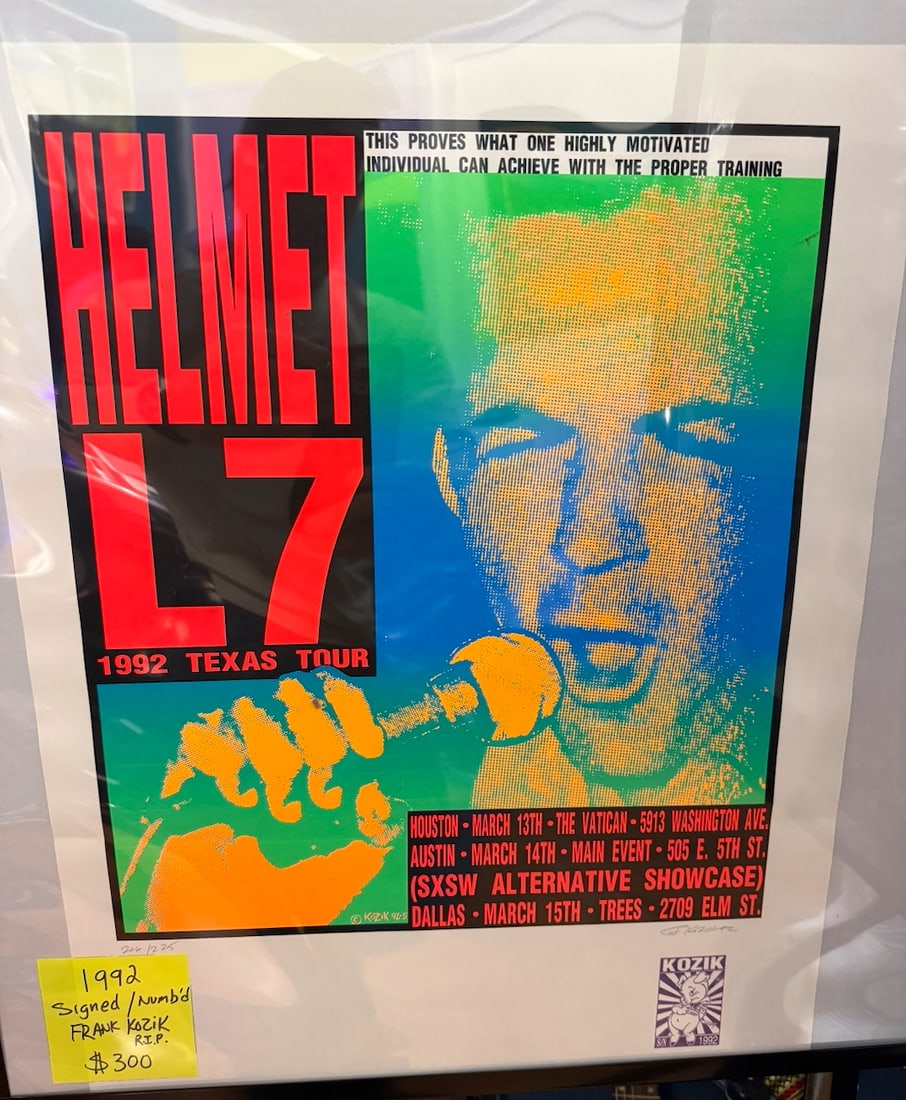 HELMET
L7
1992 TEXAS TOUR
THIS PROVES WHAT ONE HIGHLY MOTIVATED
INDIVIDUAL CAN ACHIEVE WITH THE PROPER TRAINING
HOUSTON • MARCH 13TH • THE VATICAN • 5913 WASHINGTON AVE.
AUSTIN • MARCH 14TH • MAIN EVENT • 505 E. 5TH ST.
(SXSW ALTERNATIVE SHOWCASE)
DALLAS • MARCH 15TH • TREES • 2709 ELM ST.
© KOZIK 92-5
1992
Signed / Numb'd
FRANK KOZIK
R.I.P.
$300
KOZIK
S/N 1992